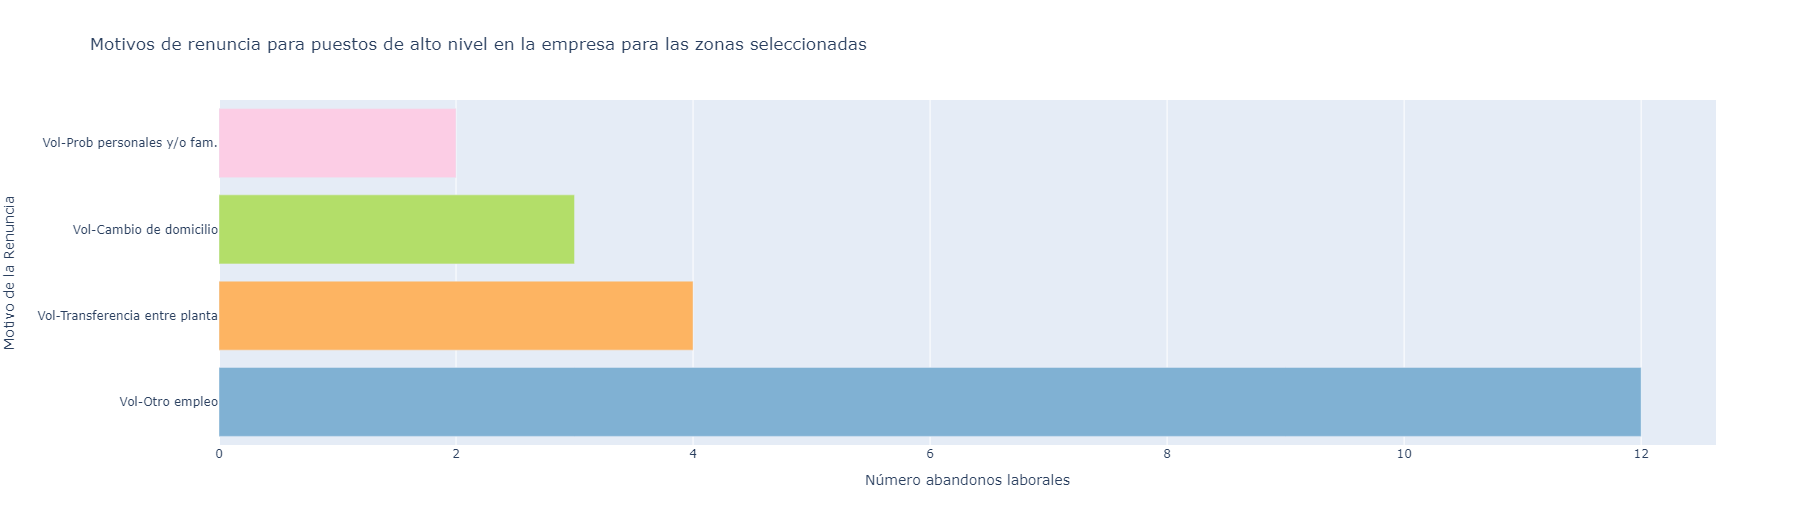 Motivos de renuncia para puestos de alto nivel en la empresa para las zonas seleccionadas
Motivo de la Renuncia
Vol-Prob personales y/o fam.
Vol-Cambio de domicilio
Vol-Transferencia entre planta
Vol-Otro empleo
0 2 4 6 8 10 12
Número abandonos laborales